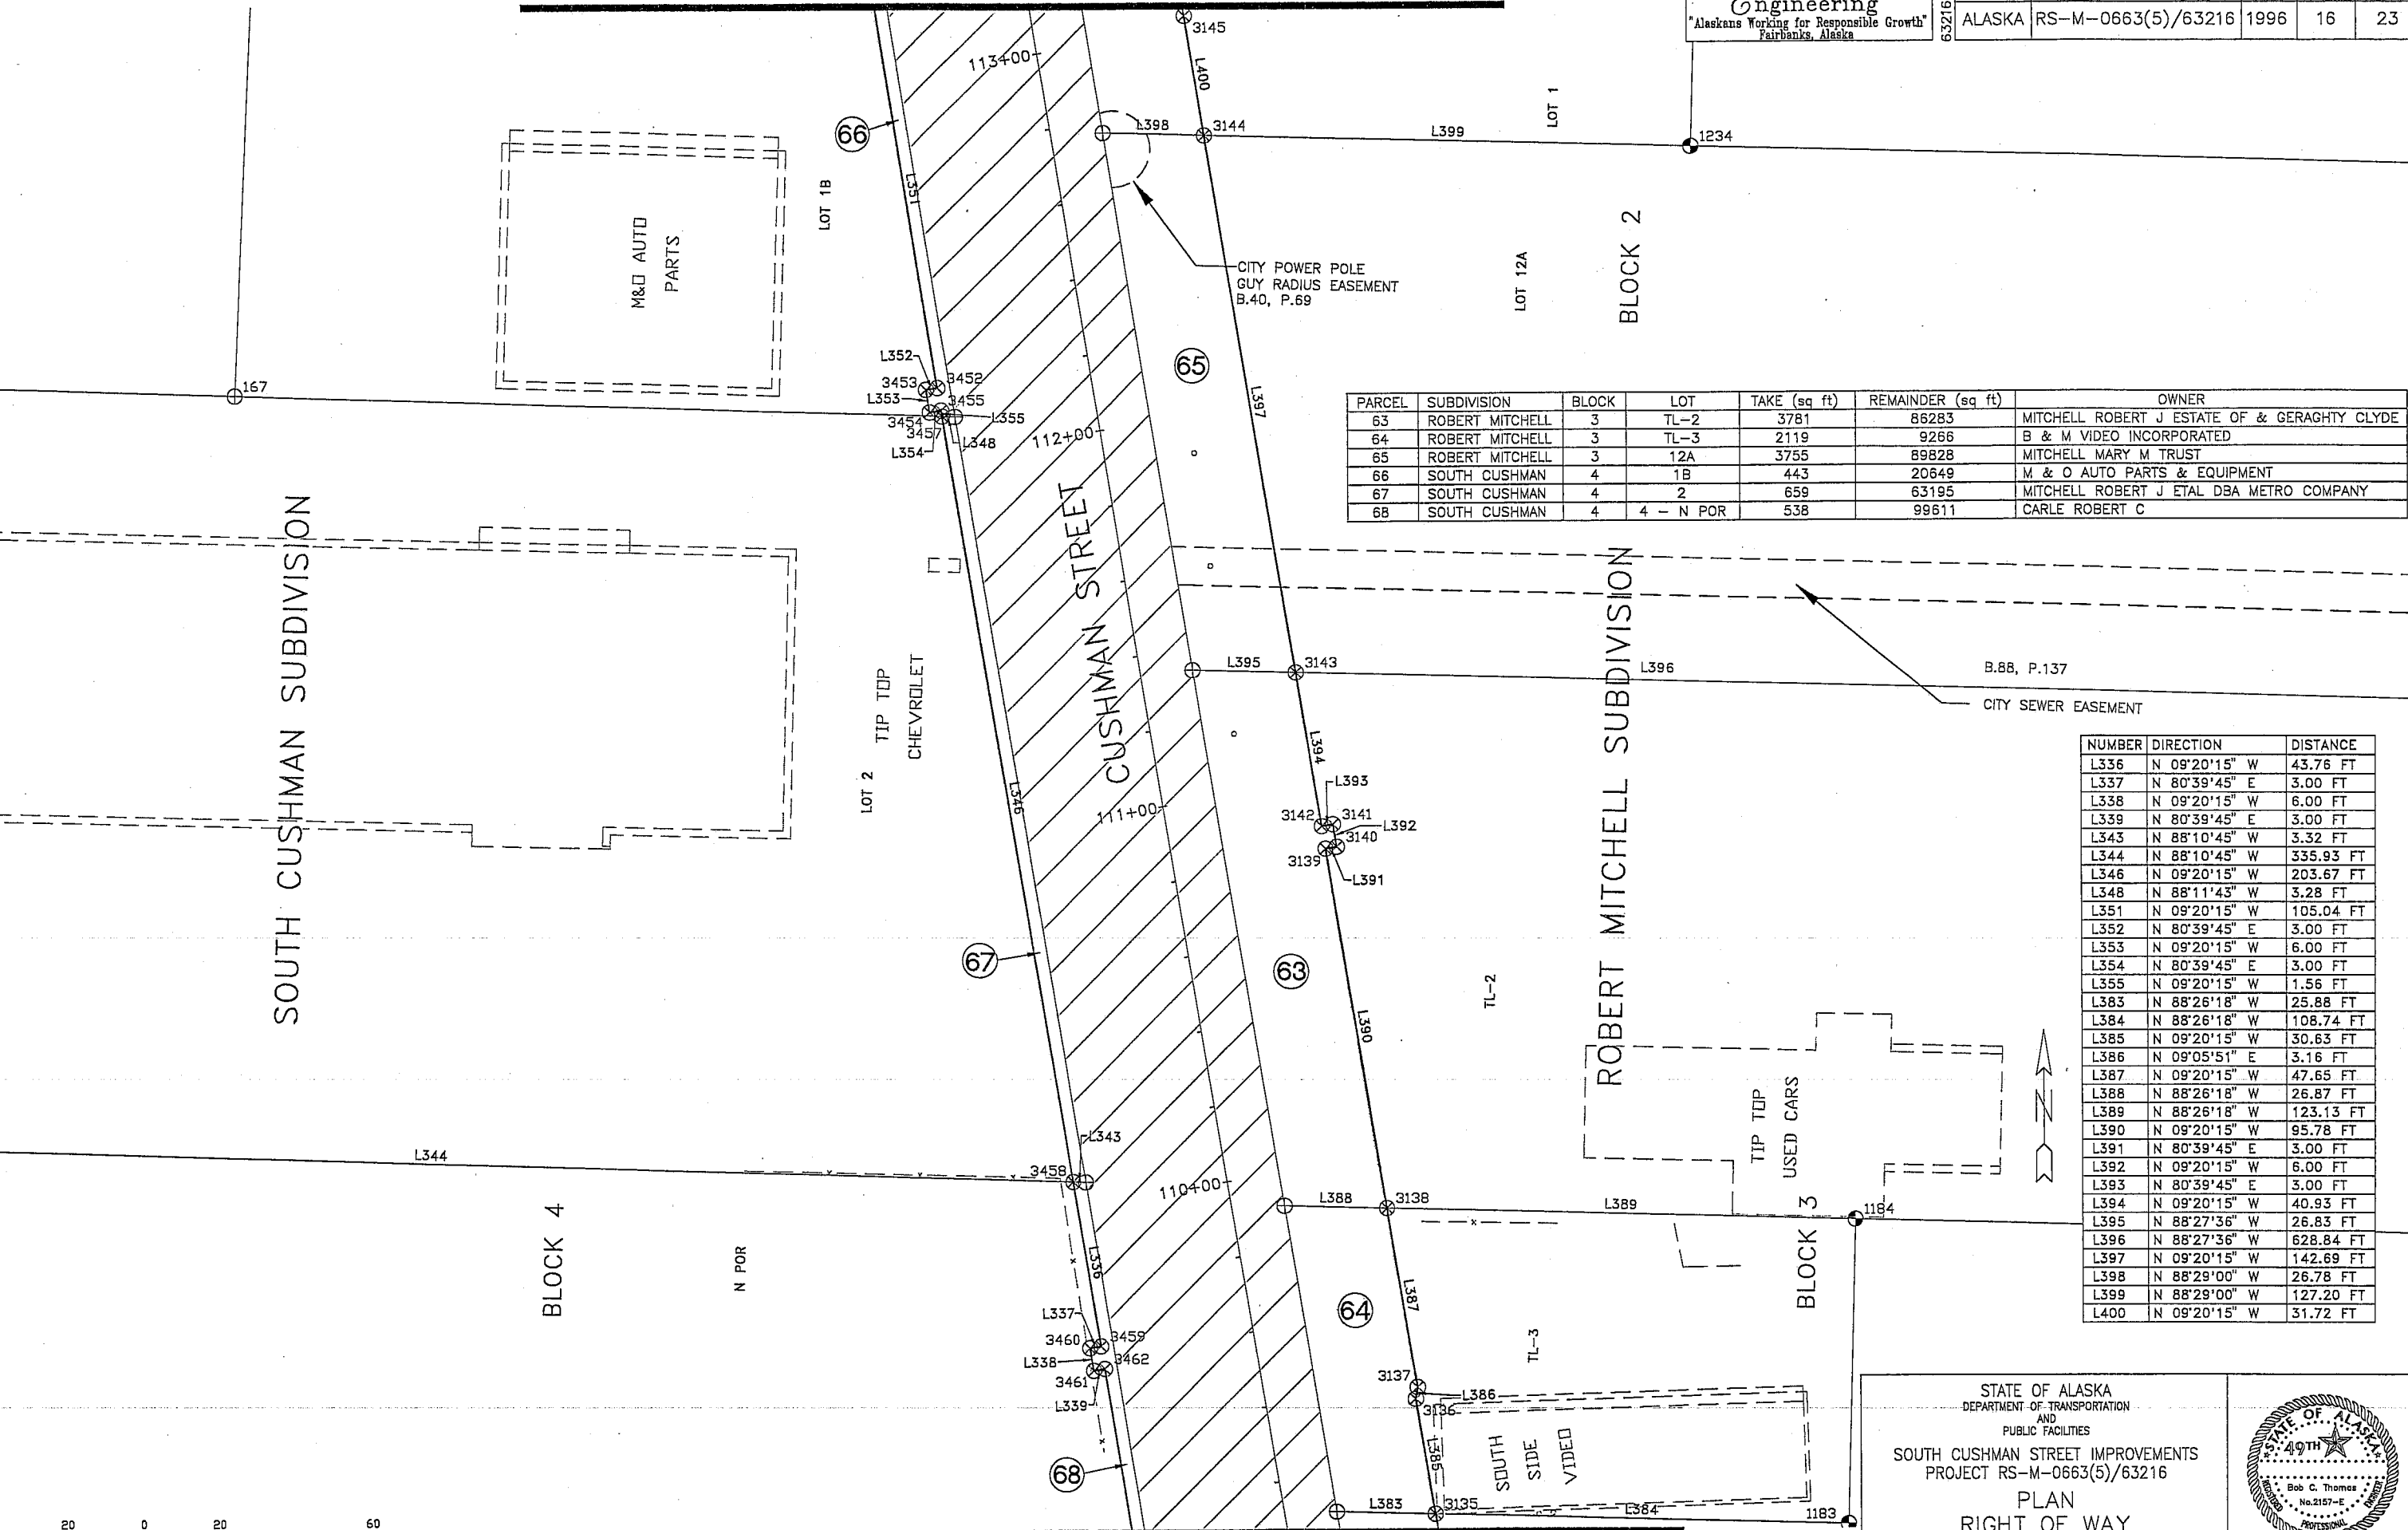 Engineering
"Alaskans Working for Responsible Growth"
Fairbanks, Alaska
63216
ALASKA RS-M-0663(5)/63216 1996 16 23
3145
113+00
L400
LOT 1
66
L398
3144
L399
1234
L351
LOT 1B
M&O AUTO
PARTS
CITY POWER POLE
GUY RADIUS EASEMENT
B.40, P.69
LOT 12A
BLOCK 2
65
L397
L352
3453
3452
167
L353
3455
3454
L355
3457
L348
L354
112+00
PARCEL SUBDIVISION BLOCK LOT TAKE (sq ft) REMAINDER (sq ft) OWNER
63 ROBERT MITCHELL 3 TL-2 3781 86283 MITCHELL ROBERT J ESTATE OF & GERAGHTY CLYDE
64 ROBERT MITCHELL 3 TL-3 2119 9266 B & M VIDEO INCORPORATED
65 ROBERT MITCHELL 3 12A 3755 89828 MITCHELL MARY M TRUST
66 SOUTH CUSHMAN 4 1B 443 20649 M & O AUTO PARTS & EQUIPMENT
67 SOUTH CUSHMAN 4 2 659 63195 MITCHELL ROBERT J ETAL DBA METRO COMPANY
68 SOUTH CUSHMAN 4 4 - N POR 538 99611 CARLE ROBERT C
SOUTH CUSHMAN SUBDIVISION
CUSHMAN STREET
ROBERT MITCHELL SUBDIVISION
L395
3143
L396
B.88, P.137
CITY SEWER EASEMENT
TIP TOP
CHEVROLET
LOT 2
L346
L394
L393
111+00
3142
3141
L392
3140
3139
L391
67
63
TL-2
L390
NUMBER DIRECTION DISTANCE
L336 N 09°20'15" W 43.76 FT
L337 N 80°39'45" E 3.00 FT
L338 N 09°20'15" W 6.00 FT
L339 N 80°39'45" E 3.00 FT
L343 N 88°10'45" W 3.32 FT
L344 N 88°10'45" W 335.93 FT
L346 N 09°20'15" W 203.67 FT
L348 N 88°11'43" W 3.28 FT
L351 N 09°20'15" W 105.04 FT
L352 N 80°39'45" E 3.00 FT
L353 N 09°20'15" W 6.00 FT
L354 N 80°39'45" E 3.00 FT
L355 N 09°20'15" W 1.56 FT
L383 N 88°26'18" W 25.88 FT
L384 N 88°26'18" W 108.74 FT
L385 N 09°20'15" W 30.63 FT
L386 N 09°05'51" E 3.16 FT
L387 N 09°20'15" W 47.65 FT
L388 N 88°26'18" W 26.87 FT
L389 N 88°26'18" W 123.13 FT
L390 N 09°20'15" W 95.78 FT
L391 N 80°39'45" E 3.00 FT
L392 N 09°20'15" W 6.00 FT
L393 N 80°39'45" E 3.00 FT
L394 N 09°20'15" W 40.93 FT
L395 N 88°27'36" W 26.83 FT
L396 N 88°27'36" W 628.84 FT
L397 N 09°20'15" W 142.69 FT
L398 N 88°29'00" W 26.78 FT
L399 N 88°29'00" W 127.20 FT
L400 N 09°20'15" W 31.72 FT
N
TIP TOP
USED CARS
L344
L343
3458
110+00
L388
3138
L389
1184
BLOCK 4
N POR
L336
BLOCK 3
64
L387
L337
3460
3459
L338
3462
3461
L339
TL-3
3137
L386
3136
L385
SOUTH
SIDE
VIDEO
68
L383
3135
L384
1183
STATE OF ALASKA
DEPARTMENT OF TRANSPORTATION
AND
PUBLIC FACILITIES
SOUTH CUSHMAN STREET IMPROVEMENTS
PROJECT RS-M-0663(5)/63216
PLAN
RIGHT OF WAY
STATE OF ALASKA
49TH
Bob C. Thomas
No.2157-E
REGISTERED
PROFESSIONAL
ENGINEER
20 0 20 60